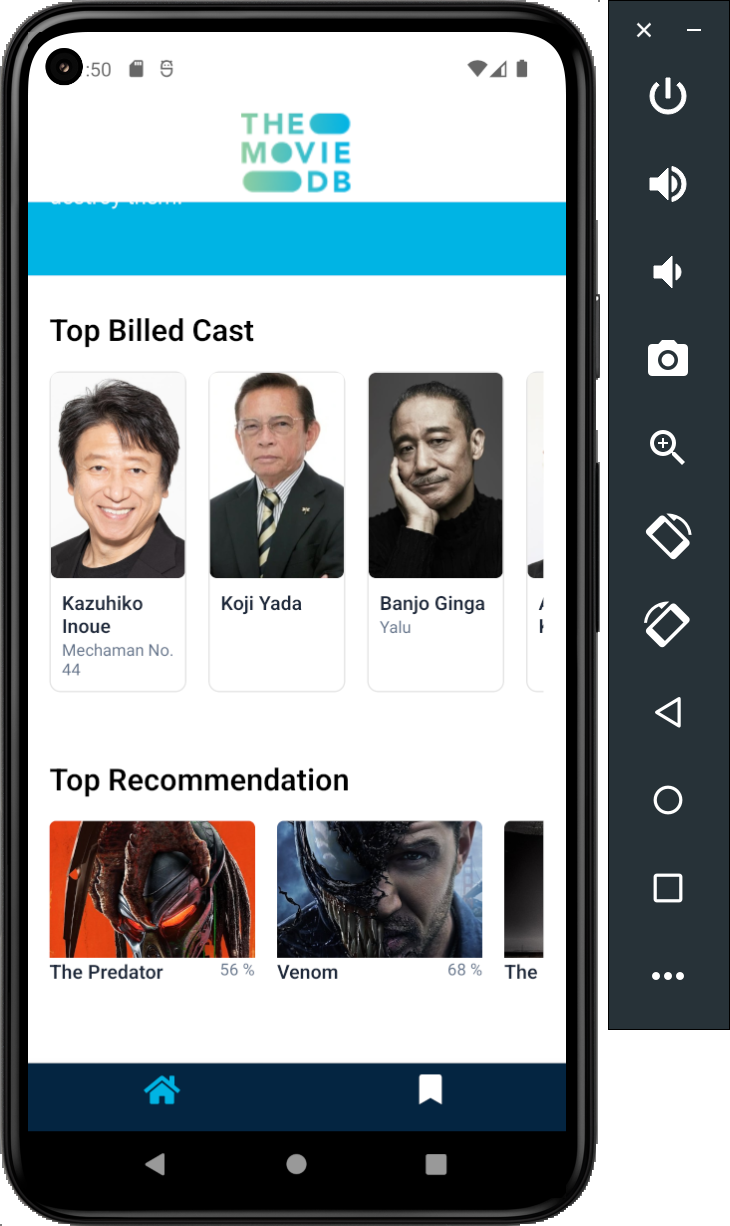 :50
THE
MOVIE
DB
destroy them.
Top Billed Cast
Kazuhiko
Inoue
Mechaman No.
44
Koji Yada
Banjo Ginga
Yalu
Top Recommendation
The Predator 56 %
Venom 68 %
The